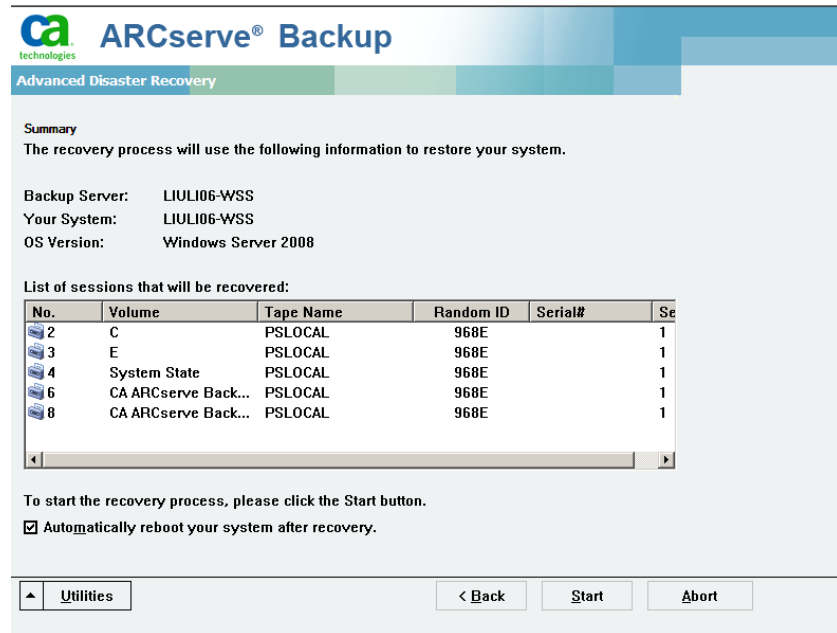 ca
technologies
ARCserve® Backup
Advanced Disaster Recovery
Summary
The recovery process will use the following information to restore your system.
Backup Server: LIULI06-WSS
Your System: LIULI06-WSS
OS Version: Windows Server 2008
List of sessions that will be recovered:
No. Volume Tape Name Random ID Serial# Se
2 C PSLOCAL 968E 1
3 E PSLOCAL 968E 1
4 System State PSLOCAL 968E 1
6 CA ARCserve Back... PSLOCAL 968E 1
8 CA ARCserve Back... PSLOCAL 968E 1
To start the recovery process, please click the Start button.
Automatically reboot your system after recovery.
Utilities < Back Start Abort